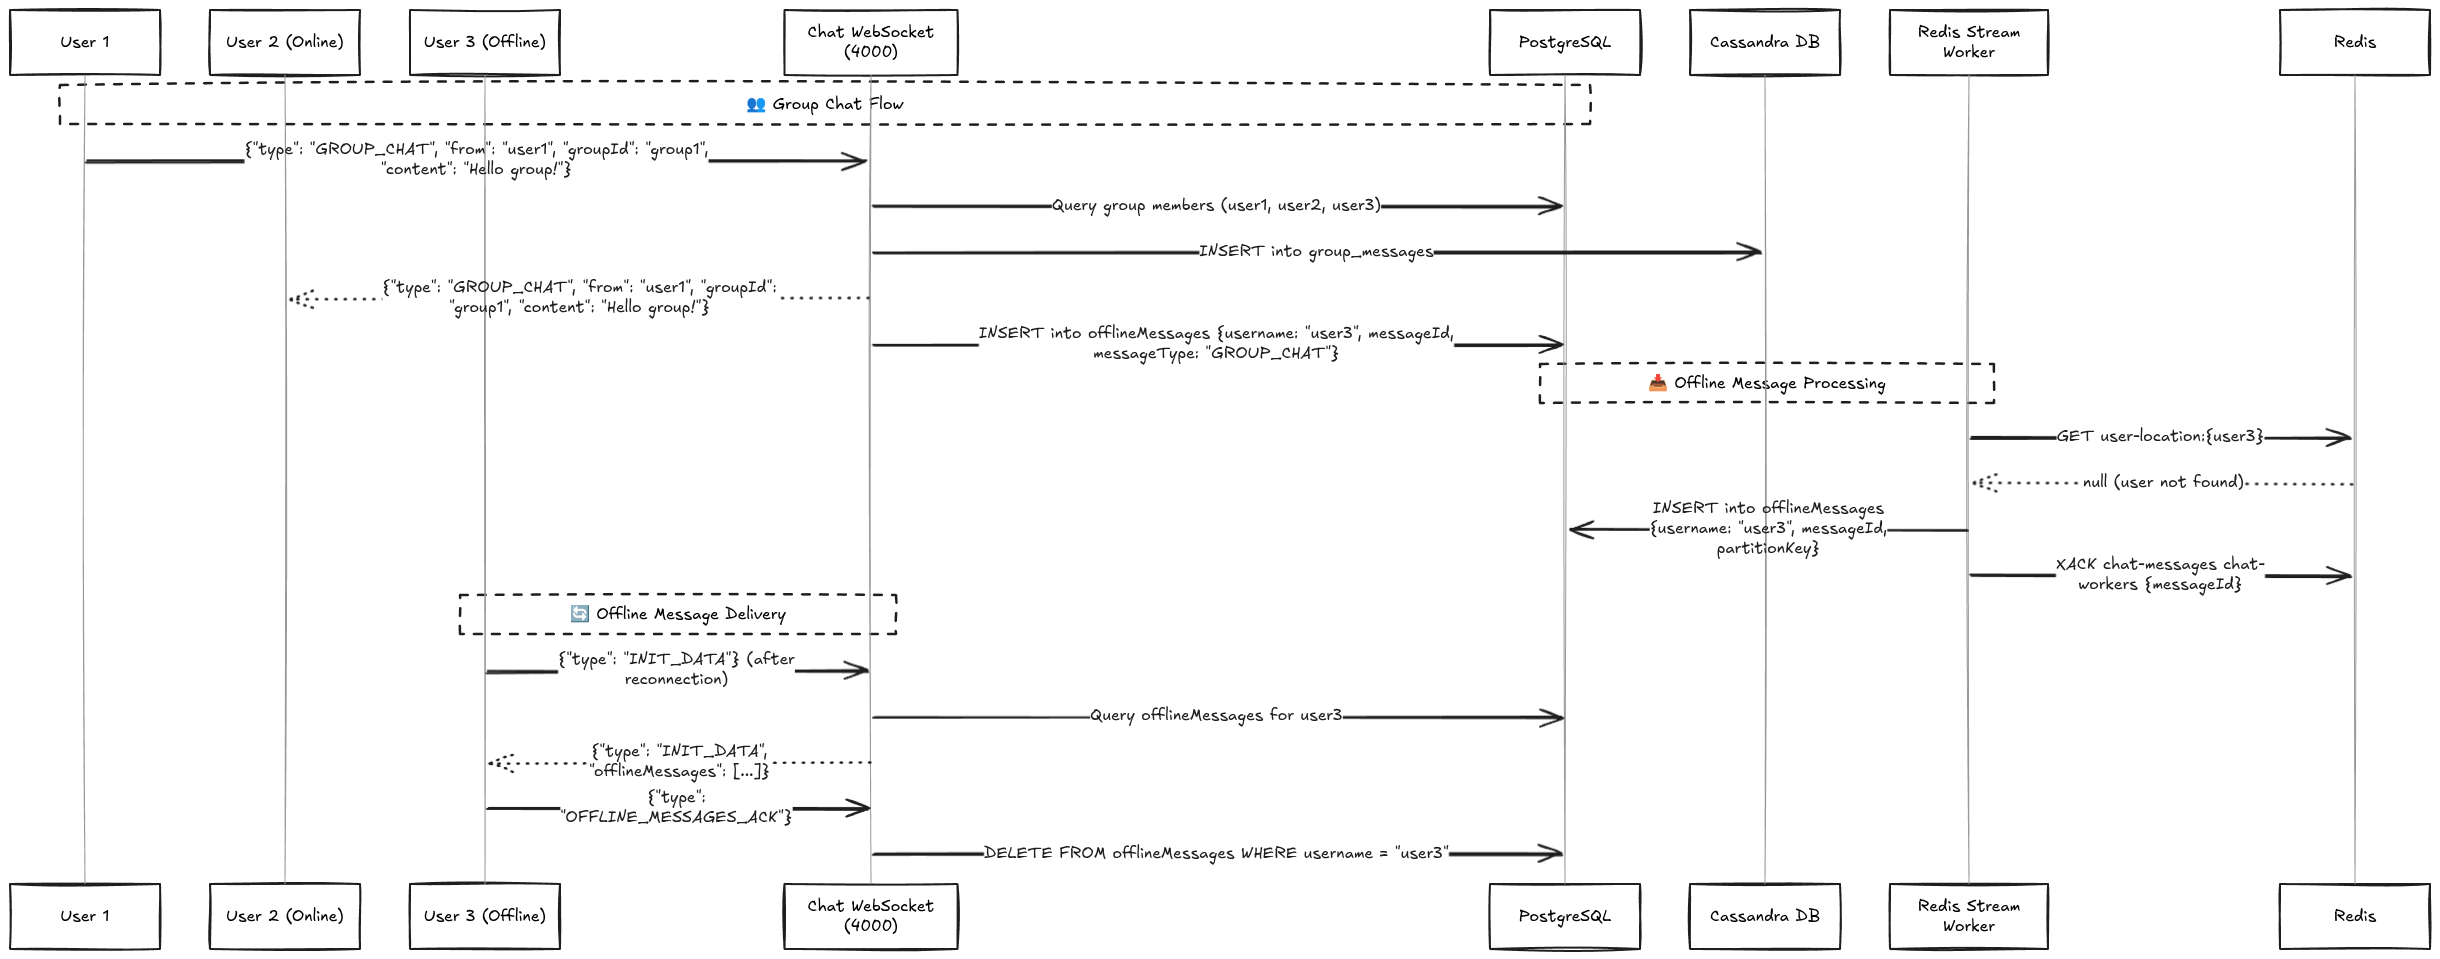 User 1
User 2 (Online)
User 3 (Offline)
Chat WebSocket
(4000)
PostgreSQL
Cassandra DB
Redis Stream
Worker
Redis
👥 Group Chat Flow
{"type": "GROUP_CHAT", "from": "user1", "groupId": "group1",
"content": "Hello group!"}
Query group members (user1, user2, user3)
INSERT into group_messages
{"type": "GROUP_CHAT", "from": "user1", "groupId":
"group1", "content": "Hello group!"}
INSERT into offlineMessages {username: "user3", messageId,
messageType: "GROUP_CHAT"}
📥 Offline Message Processing
GET user-location:{user3}
null (user not found)
INSERT into offlineMessages
{username: "user3", messageId,
partitionKey}
XACK chat-messages chat-
workers {messageId}
🔄 Offline Message Delivery
{"type": "INIT_DATA"} (after
reconnection)
Query offlineMessages for user3
{"type": "INIT_DATA",
"offlineMessages": [...]}
{"type":
"OFFLINE_MESSAGES_ACK"}
DELETE FROM offlineMessages WHERE username = "user3"
User 1
User 2 (Online)
User 3 (Offline)
Chat WebSocket
(4000)
PostgreSQL
Cassandra DB
Redis Stream
Worker
Redis